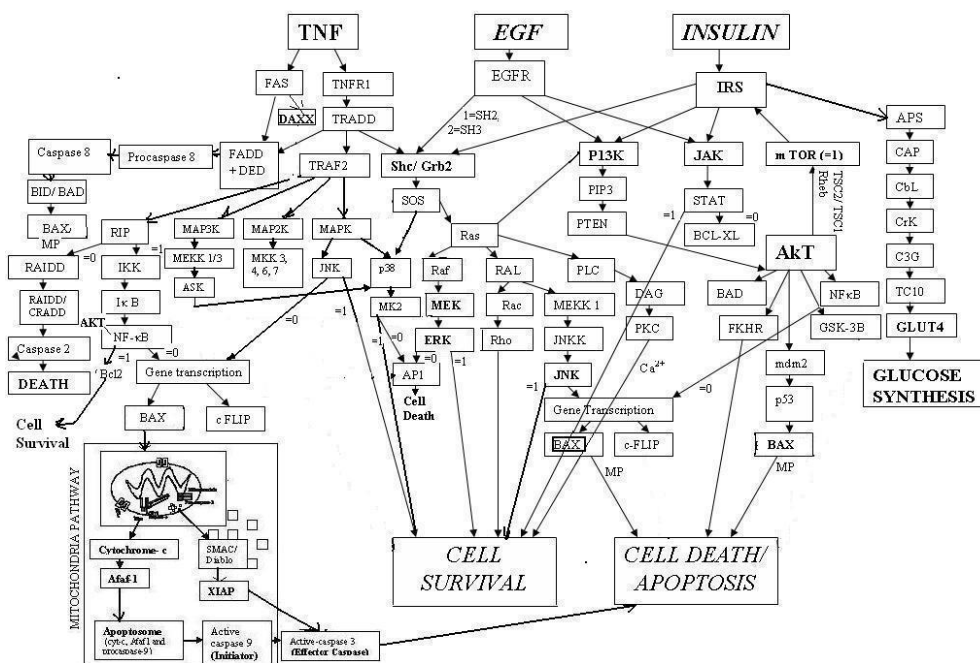 TNF
EGF
INSULIN
FAS
TNFR1
EGFR
IRS
DAXX
TRADD
1=SH2,
2=SH3
APS
Caspase 8
Procaspase 8
FADD
+DED
TRAF2
Shc/ Grb2
P13K
JAK
m TOR (=1)
CAP
BID/ BAD
SOS
PIP3
STAT
TSC2/ TSC1
Rheb
CbL
BAX
MP
RIP
MAP3K
MAP2K
MAPK
Ras
PTEN
=1
=0
BCL-XL
CrK
=0
=1
AkT
C3G
RAIDD
IKK
MEKK 1/3
MKK 3,
4, 6, 7
JNK
p38
Raf
RAL
PLC
BAD
NFκB
TC10
RAIDD/
CRADD
IκB
ASK
MK2
MEK
Rac
MEKK 1
DAG
FKHR
GSK-3B
GLUT4
AKT
NF-κB
=0
=1
=0
=1
ERK
Rho
JNKK
PKC
Caspase 2
=1
=0
=0
=1
Ca2+
mdm2
DEATH
Bcl2
Gene transcription
AP1
=1
JNK
=0
GLUCOSE
SYNTHESIS
Cell
Survival
BAX
cFLIP
Cell
Death
Gene Transcription
p53
BAX
c-FLIP
BAX
MP
MP
MITOCHONDRIA PATHWAY
Cytochrome- c
SMAC/
Diablo
CELL
SURVIVAL
CELL DEATH/
APOPTOSIS
Afaf-1
XIAP
Apoptosome
(cyt-c, Afaf1 and
procaspase-9)
Active
caspase 9
(Initiator)
Active-caspase 3
(Effector Caspase)